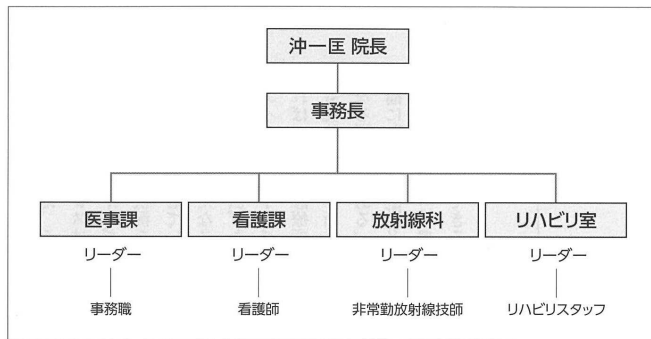 沖一匡 院長
事務長
医事課 看護課 放射線科 リハビリ室
リーダー リーダー リーダー リーダー
事務職 看護師 非常勤放射線技師 リハビリスタッフ